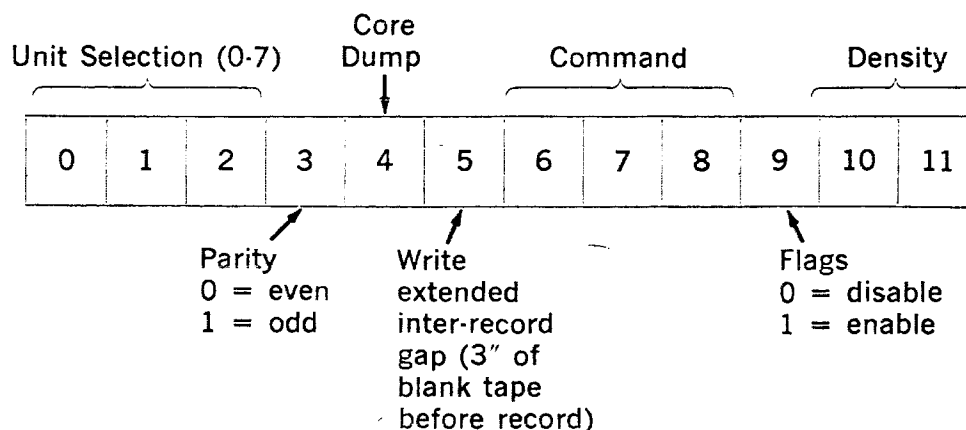 Core
Unit Selection (0-7) Dump Command Density
0 1 2 3 4 5 6 7 8 9 10 11
Parity
0 = even
1 = odd
Write
extended
inter-record
gap (3″ of
blank tape
before record)
Flags
0 = disable
1 = enable